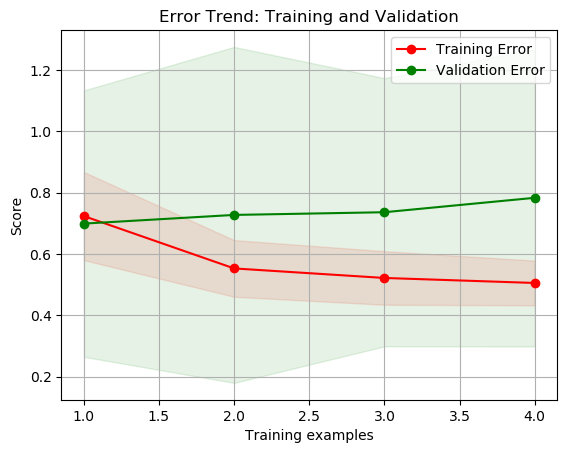 Error Trend: Training and Validation
Training Error
Validation Error
Score
1.2
1.0
0.8
0.6
0.4
0.2
1.0 1.5 2.0 2.5 3.0 3.5 4.0
Training examples